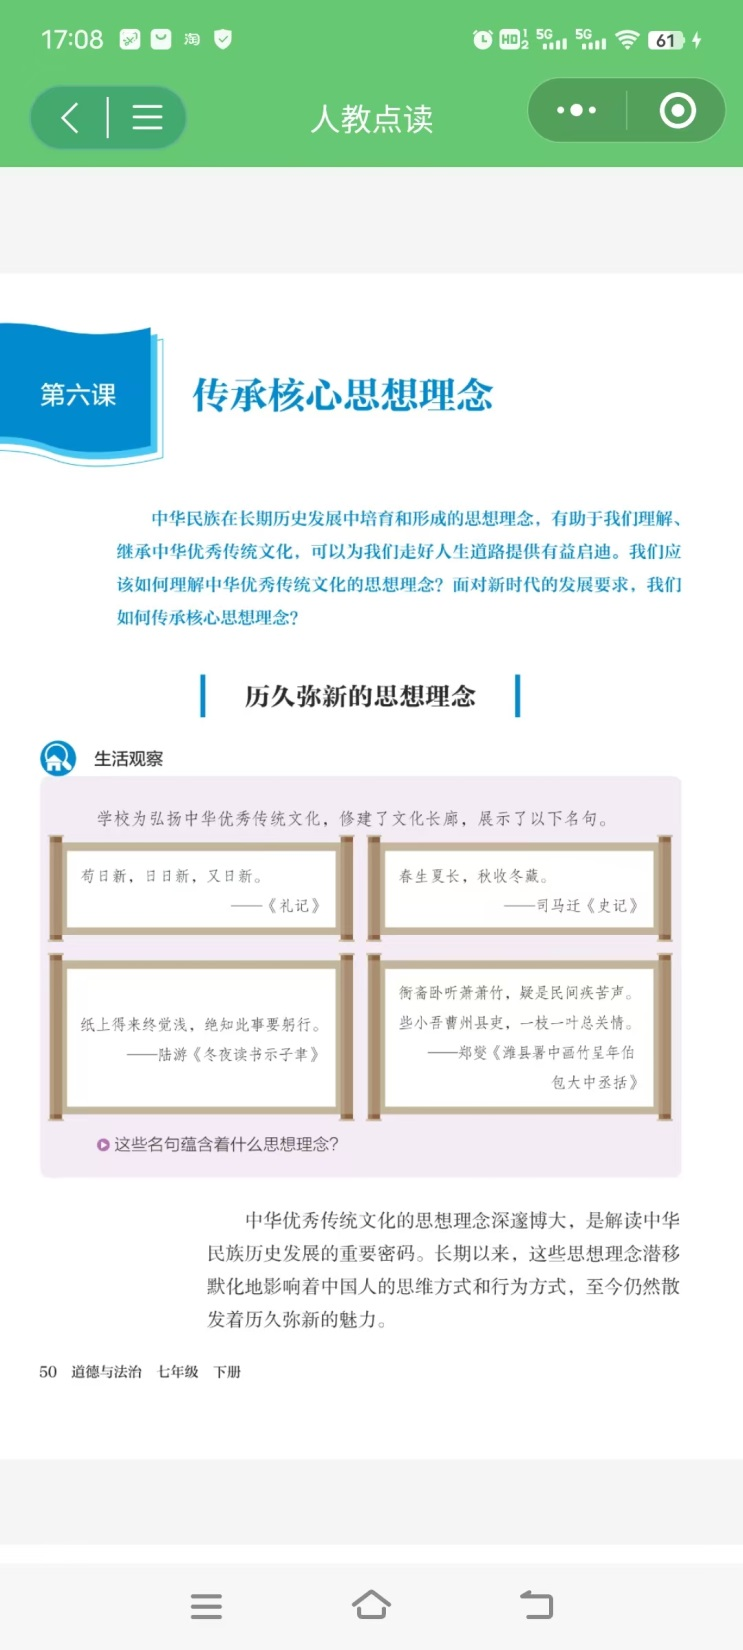 17:08
淘
HD 1 2
5G
5G
61
人教点读
第六课
传承核心思想理念
中华民族在长期历史发展中培育和形成的思想理念，有助于我们理解、
继承中华优秀传统文化，可以为我们走好人生道路提供有益启迪。我们应
该如何理解中华优秀传统文化的思想理念？面对新时代的发展要求，我们
如何传承核心思想理念？
历久弥新的思想理念
生活观察
学校为弘扬中华优秀传统文化，修建了文化长廊，展示了以下名句。
苟日新，日日新，又日新。
——《礼记》
春生夏长，秋收冬藏。
——司马迁《史记》
纸上得来终觉浅，绝知此事要躬行。
——陆游《冬夜读书示子聿》
衙斋卧听萧萧竹，疑是民间疾苦声。
些小吾曹州县吏，一枝一叶总关情。
——郑燮《潍县署中画竹呈年伯
包大中丞括》
这些名句蕴含着什么思想理念？
中华优秀传统文化的思想理念深邃博大，是解读中华
民族历史发展的重要密码。长期以来，这些思想理念潜移
默化地影响着中国人的思维方式和行为方式，至今仍然散
发着历久弥新的魅力。
50 道德与法治 七年级 下册